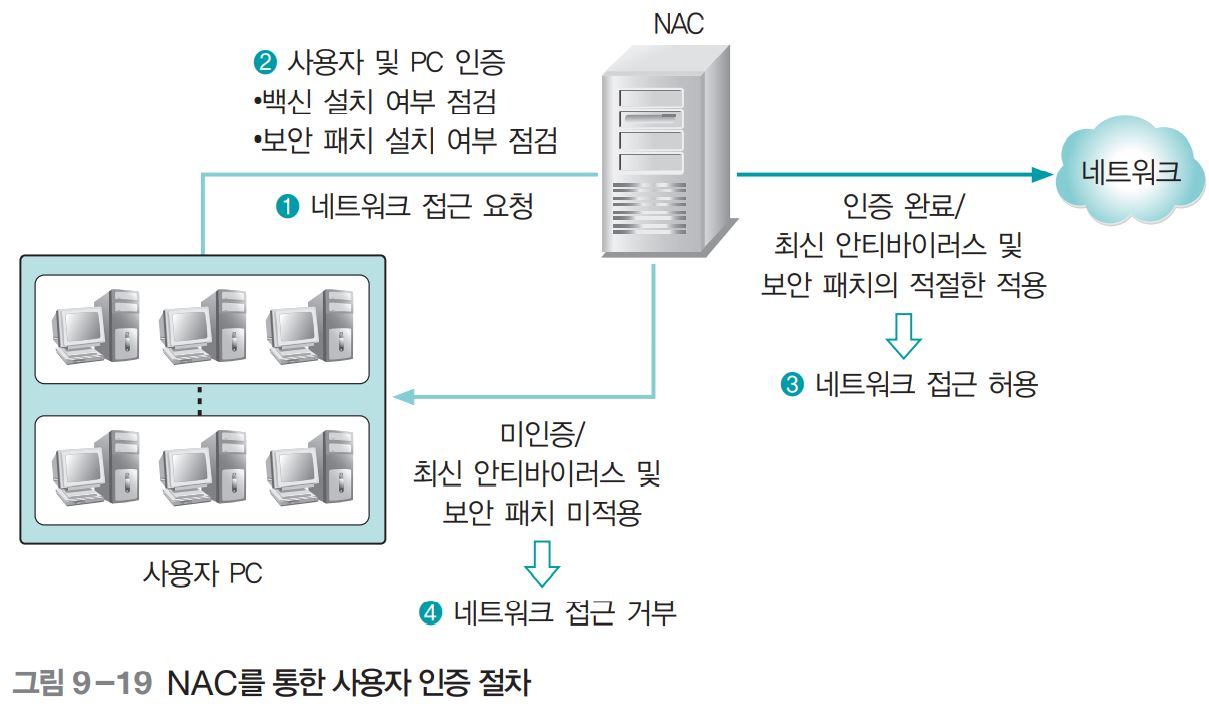 NAC
❷ 사용자 및 PC 인증
•백신 설치 여부 점검
•보안 패치 설치 여부 점검
❶ 네트워크 접근 요청
네트워크
인증 완료/
최신 안티바이러스 및
보안 패치의 적절한 적용
❸ 네트워크 접근 허용
미인증/
최신 안티바이러스 및
보안 패치 미적용
❹ 네트워크 접근 거부
사용자 PC
그림 9-19 NAC를 통한 사용자 인증 절차